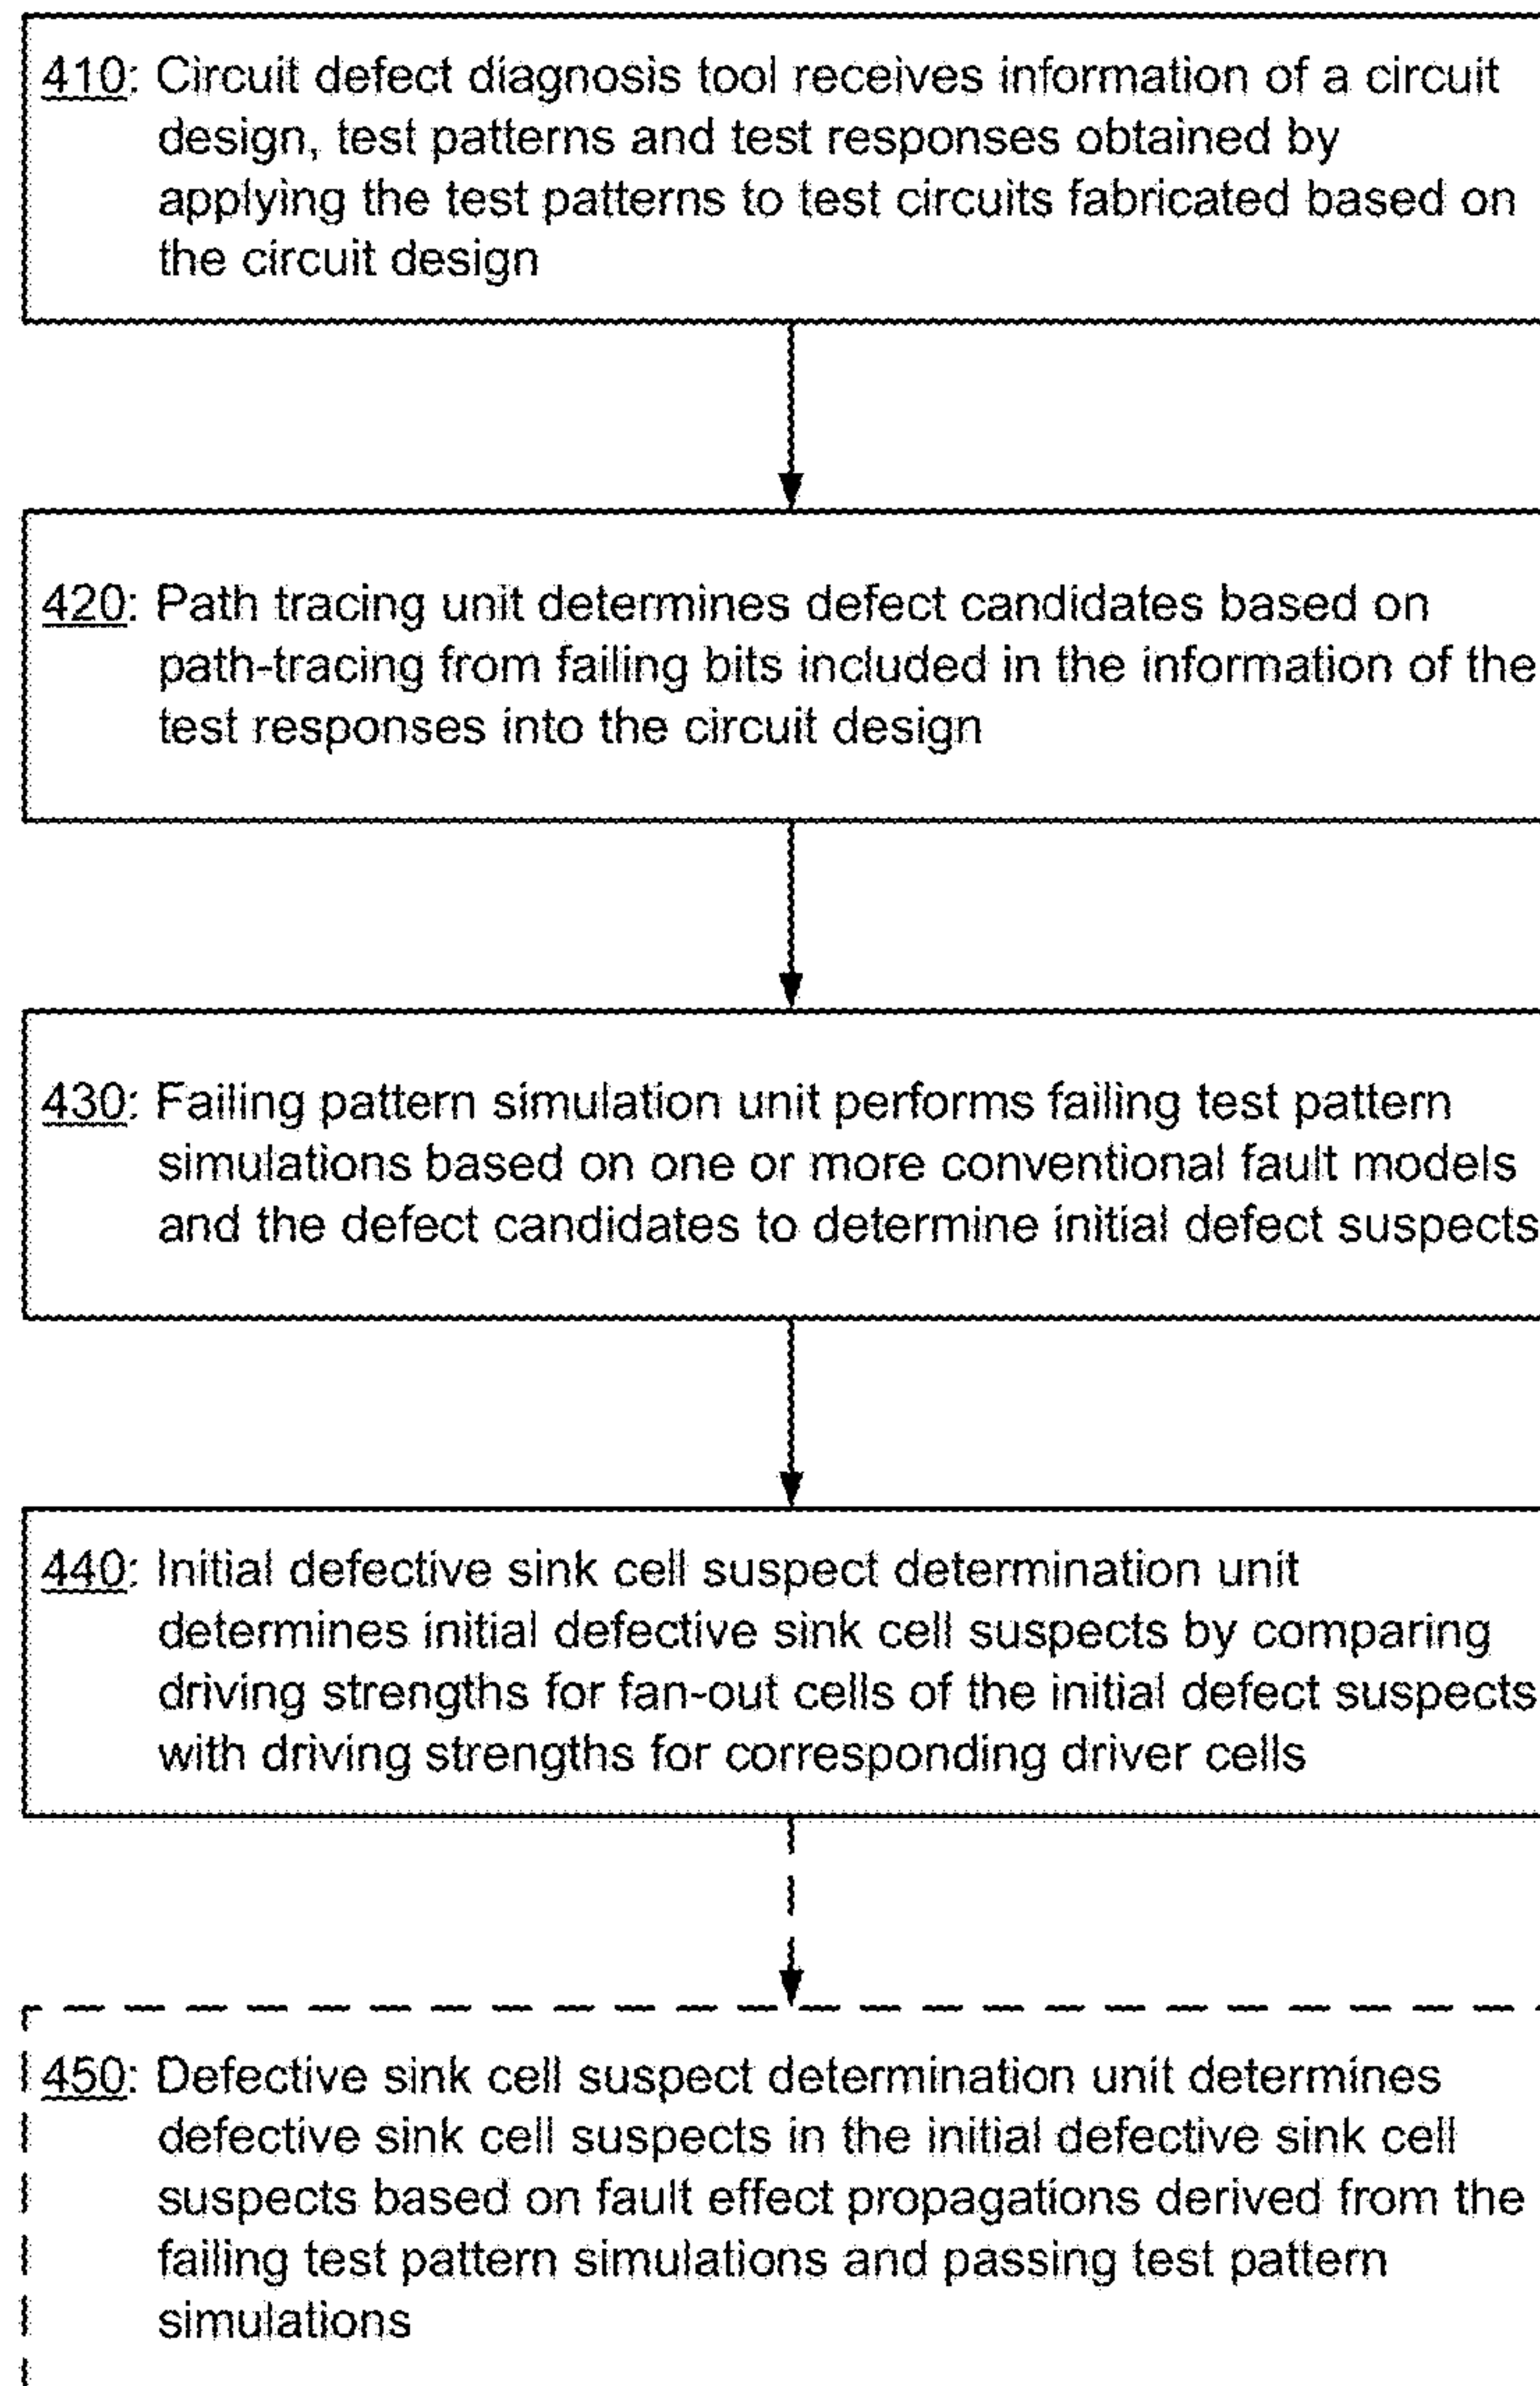 410: Circuit defect diagnosis tool receives information of a circuit
design, test patterns and test responses obtained by
applying the test patterns to test circuits fabricated based on
the circuit design
420: Path tracing unit determines defect candidates based on
path-tracing from failing bits included in the information of the
test responses into the circuit design
430: Failing pattern simulation unit performs failing test pattern
simulations based on one or more conventional fault models
and the defect candidates to determine initial defect suspects
440: Initial defective sink cell suspect determination unit
determines initial defective sink cell suspects by comparing
driving strengths for fan-out cells of the initial defect suspects
with driving strengths for corresponding driver cells
450: Defective sink cell suspect determination unit determines
defective sink cell suspects in the initial defective sink cell
suspects based on fault effect propagations derived from the
failing test pattern simulations and passing test pattern
simulations